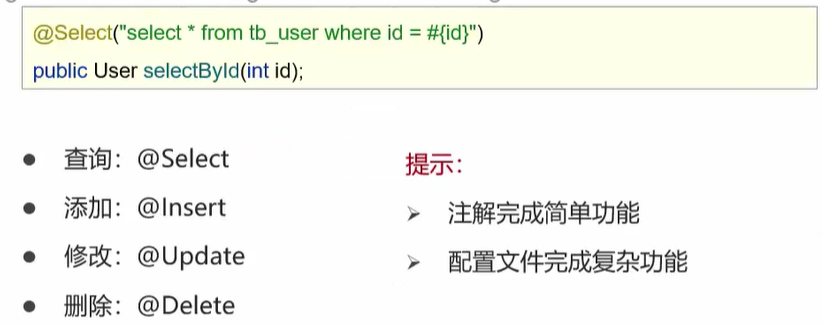 @Select("select * from tb_user where id = #{id}")
public User selectById(int id);
● 查询：@Select
● 添加：@Insert
● 修改：@Update
● 删除：@Delete
提示：
➢ 注解完成简单功能
➢ 配置文件完成复杂功能